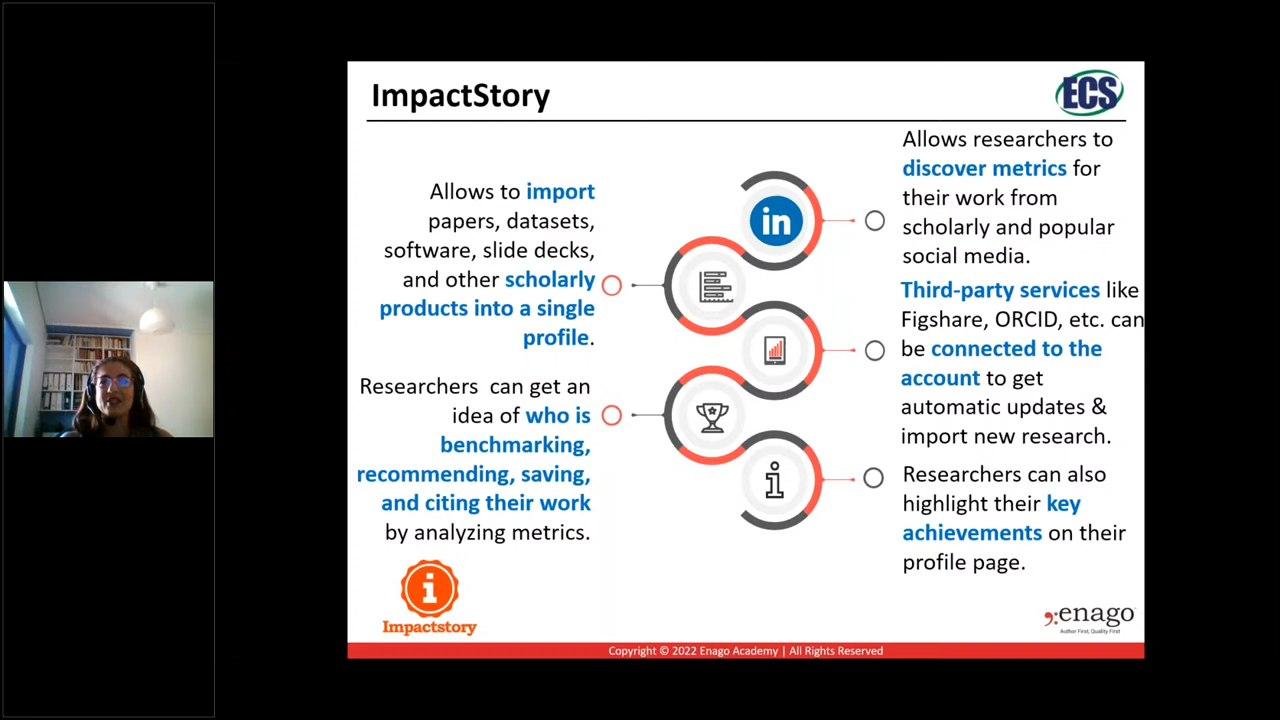 ImpactStory
ECS
Allows to import
papers, datasets,
software, slide decks,
and other scholarly
products into a single
profile.
Researchers  can get an
idea of who is
benchmarking,
recommending, saving,
and citing their work
by analyzing metrics.
in
Allows researchers to
discover metrics for
their work from
scholarly and popular
social media.
Third-party services like
Figshare, ORCID, etc. can
be connected to the
account to get
automatic updates &
import new research.
Researchers can also
highlight their key
achievements on their
profile page.
Impactstory
enago
Author First, Quality First
Copyright © 2022 Enago Academy | All Rights Reserved